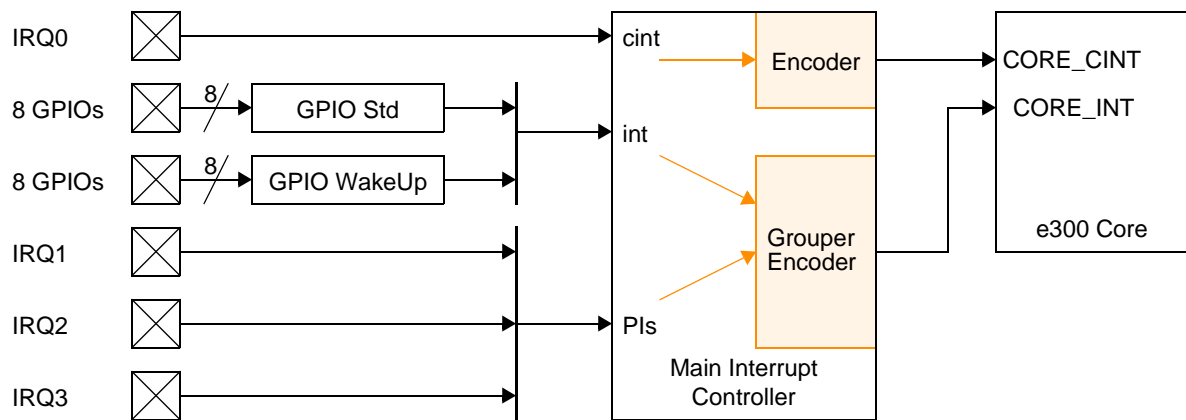 IRQ0
cint
Encoder
CORE_CINT
8 GPIOs
8
GPIO Std
CORE_INT
int
8 GPIOs
8
GPIO WakeUp
IRQ1
Grouper
Encoder
e300 Core
IRQ2
PIs
Main Interrupt
Controller
IRQ3